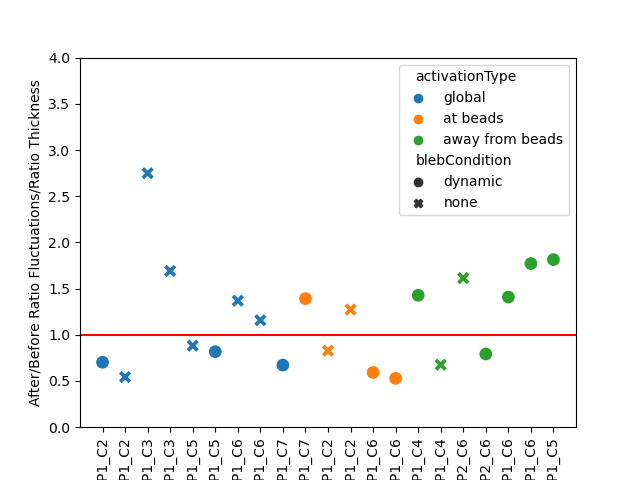 After/Before Ratio Fluctuations/Ratio Thickness
4.0
3.5
3.0
2.5
2.0
1.5
1.0
0.5
0.0
activationType
global
at beads
away from beads
blebCondition
dynamic
none
P1_C2
P1_C2
P1_C3
P1_C3
P1_C5
P1_C5
P1_C6
P1_C6
P1_C7
P1_C7
P1_C2
P1_C2
P1_C6
P1_C6
P1_C4
P1_C4
P2_C6
P2_C6
P1_C6
P1_C6
P1_C5